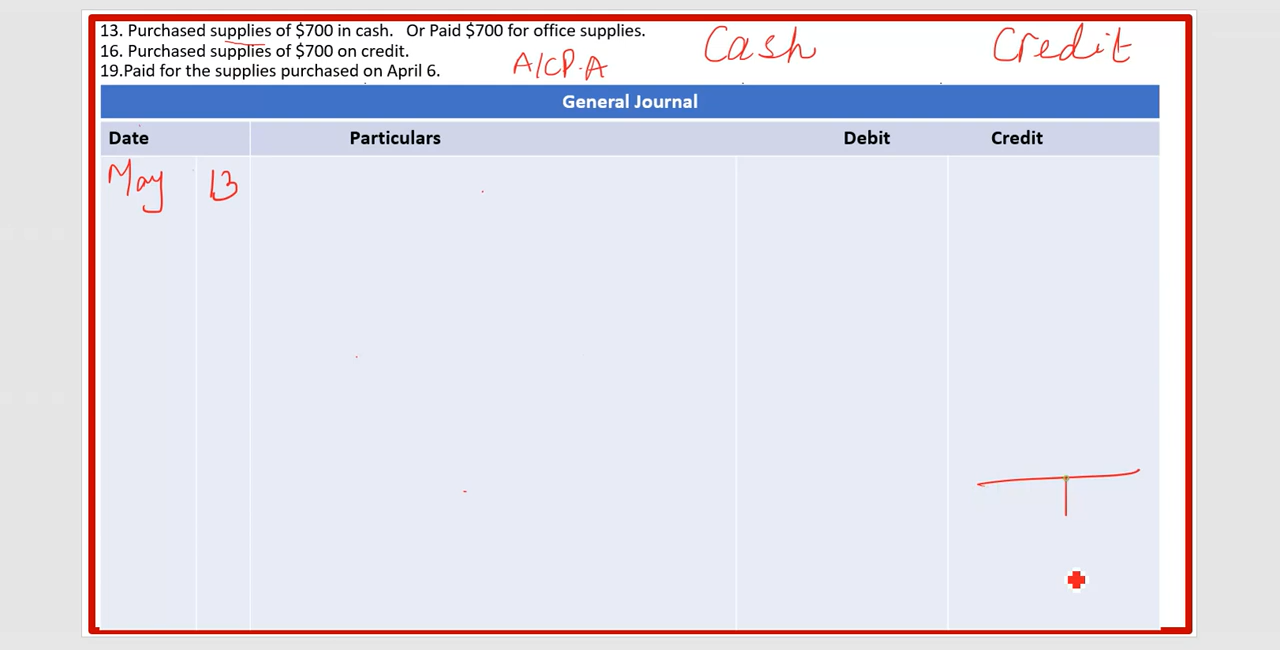 13. Purchased supplies of $700 in cash. Or Paid $700 for office supplies.
16. Purchased supplies of $700 on credit.
19.Paid for the supplies purchased on April 6.
A/CP.A Cash Credit
General Journal
Date Particulars Debit Credit
May 13